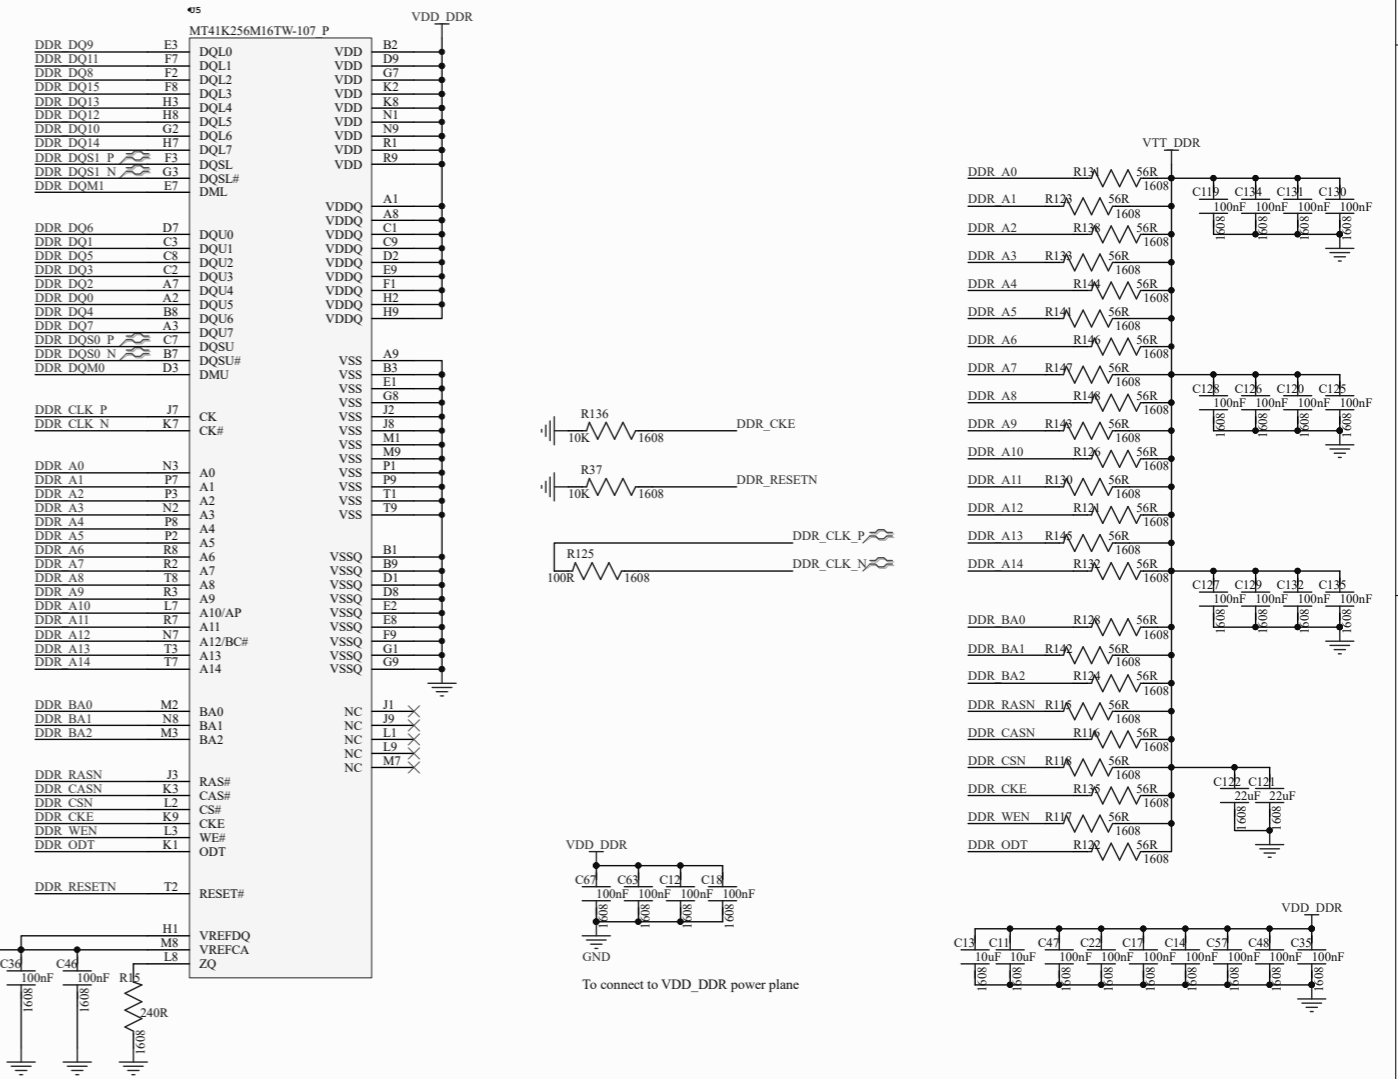 U5
MT41K256M16TW-107_P
VDD_DDR
DDR_DQ9 E3 DQL0 VDD B2
DDR_DQ11 F7 DQL1 VDD D9
DDR_DQ8 F2 DQL2 VDD G7
DDR_DQ15 F8 DQL3 VDD K2
DDR_DQ13 H3 DQL4 VDD K8
DDR_DQ12 H8 DQL5 VDD N1
DDR_DQ10 G2 DQL6 VDD N9
DDR_DQ14 H7 DQL7 VDD R1
DDR_DQS1_P F3 DQSL VDD R9
DDR_DQS1_N G3 DQSL#
DDR_DQM1 E7 DML
VDDQ A1
VDDQ A8
DDR_DQ6 D7 DQU0 VDDQ C1
DDR_DQ1 C3 DQU1 VDDQ C9
DDR_DQ5 C8 DQU2 VDDQ D2
DDR_DQ3 C2 DQU3 VDDQ E9
DDR_DQ2 A7 DQU4 VDDQ F1
DDR_DQ0 A2 DQU5 VDDQ H2
DDR_DQ4 B8 DQU6 VDDQ H9
DDR_DQ7 A3 DQU7
DDR_DQS0_P C7 DQSU
DDR_DQS0_N B7 DQSU# VSS A9
DDR_DQM0 D3 DMU VSS B3
VSS E1
VSS G8
DDR_CLK_P J7 CK VSS J2
DDR_CLK_N K7 CK# VSS J8
VSS M1
VSS M9
DDR_A0 N3 A0 VSS P1
DDR_A1 P7 A1 VSS P9
DDR_A2 P3 A2 VSS T1
DDR_A3 N2 A3 VSS T9
DDR_A4 P8 A4
DDR_A5 P2 A5
DDR_A6 R8 A6 VSSQ B1
DDR_A7 R2 A7 VSSQ B9
DDR_A8 T8 A8 VSSQ D1
DDR_A9 R3 A9 VSSQ D8
DDR_A10 L7 A10/AP VSSQ E2
DDR_A11 R7 A11 VSSQ E8
DDR_A12 N7 A12/BC# VSSQ F9
DDR_A13 T3 A13 VSSQ G1
DDR_A14 T7 A14 VSSQ G9
DDR_BA0 M2 BA0 NC J1
DDR_BA1 N8 BA1 NC J9
DDR_BA2 M3 BA2 NC L1
NC L9
NC M7
DDR_RASN J3 RAS#
DDR_CASN K3 CAS#
DDR_CSN L2 CS#
DDR_CKE K9 CKE
DDR_WEN L3 WE#
DDR_ODT K1 ODT
DDR_RESETN T2 RESET#
H1 VREFDQ
M8 VREFCA
L8 ZQ
C36 100nF 1608
C46 100nF 1608
R15 240R 1608
R136 10K 1608 DDR_CKE
R37 10K 1608 DDR_RESETN
DDR_CLK_P
R125 100R 1608 DDR_CLK_N
VDD_DDR
C67 C63 C12 C18
100nF 100nF 100nF 100nF
1608 1608 1608 1608
GND
To connect to VDD_DDR power plane
VTT_DDR
DDR_A0 R131 56R 1608
DDR_A1 R123 56R 1608
DDR_A2 R138 56R 1608
DDR_A3 R133 56R 1608
DDR_A4 R144 56R 1608
DDR_A5 R141 56R 1608
DDR_A6 R146 56R 1608
DDR_A7 R147 56R 1608
DDR_A8 R148 56R 1608
DDR_A9 R143 56R 1608
DDR_A10 R126 56R 1608
DDR_A11 R130 56R 1608
DDR_A12 R121 56R 1608
DDR_A13 R145 56R 1608
DDR_A14 R132 56R 1608
DDR_BA0 R128 56R 1608
DDR_BA1 R142 56R 1608
DDR_BA2 R124 56R 1608
DDR_RASN R115 56R 1608
DDR_CASN R116 56R 1608
DDR_CSN R118 56R 1608
DDR_CKE R135 56R 1608
DDR_WEN R117 56R 1608
DDR_ODT R122 56R 1608
C119 C134 C131 C130
100nF 100nF 100nF 100nF
1608 1608 1608 1608
C128 C126 C120 C125
100nF 100nF 100nF 100nF
1608 1608 1608 1608
C127 C129 C132 C135
100nF 100nF 100nF 100nF
1608 1608 1608 1608
C122 C121
22uF 22uF
1608 1608
VDD_DDR
C13 C11 C47 C22 C17 C14 C57 C48 C35
10uF 10uF 100nF 100nF 100nF 100nF 100nF 100nF 100nF
1608 1608 1608 1608 1608 1608 1608 1608 1608